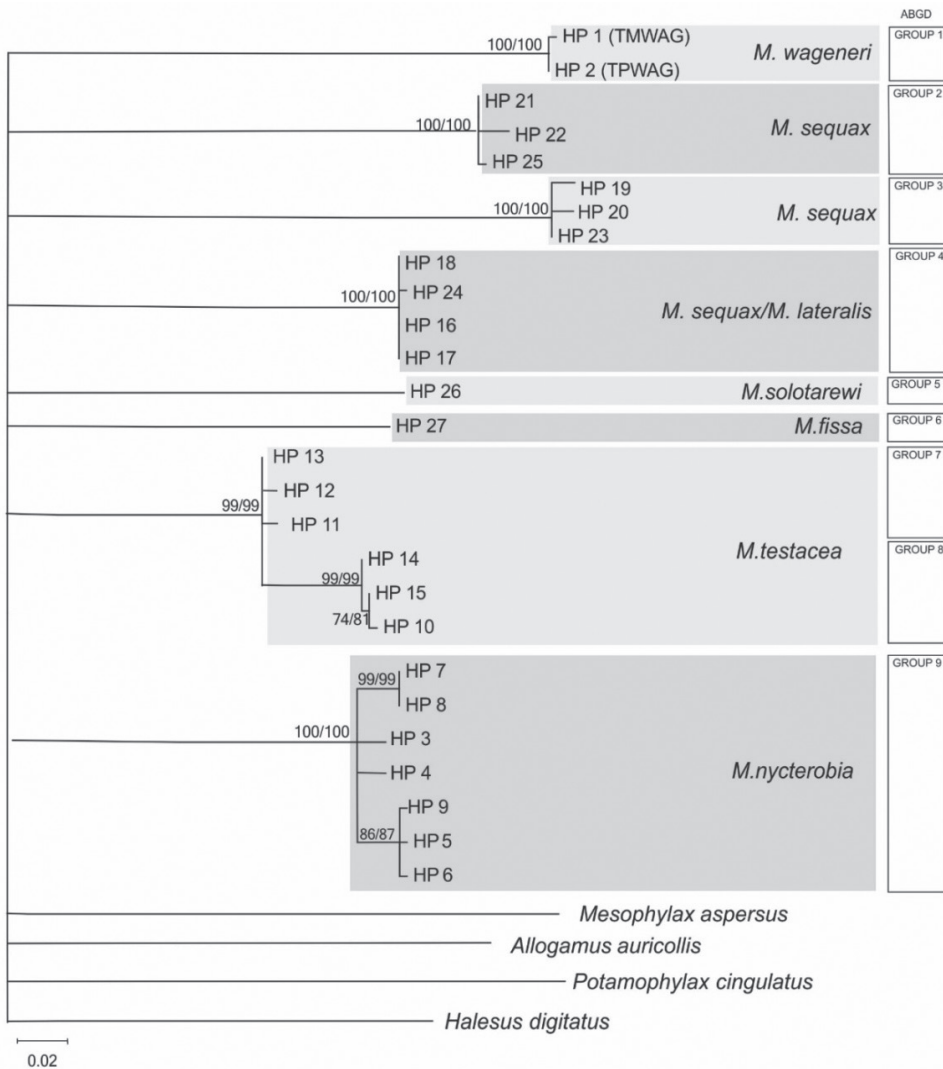 ABGD
GROUP 1
100/100
HP 1 (TMWAG)
M. wageneri
HP 2 (TPWAG)
GROUP 2
HP 21
100/100
HP 22
M. sequax
HP 25
GROUP 3
HP 19
100/100
HP 20
M. sequax
HP 23
GROUP 4
HP 18
100/100
HP 24
HP 16
M. sequax/M. lateralis
HP 17
GROUP 5
HP 26
M.solotarewi
GROUP 6
HP 27
M.fissa
GROUP 7
HP 13
HP 12
99/99
HP 11
M.testacea
GROUP 8
HP 14
99/99
HP 15
74/81
HP 10
GROUP 9
HP 7
99/99
HP 8
100/100
HP 3
HP 4
M.nycterobia
HP 9
86/87
HP 5
HP 6
Mesophylax aspersus
Allogamus auricollis
Potamophylax cingulatus
Halesus digitatus
0.02